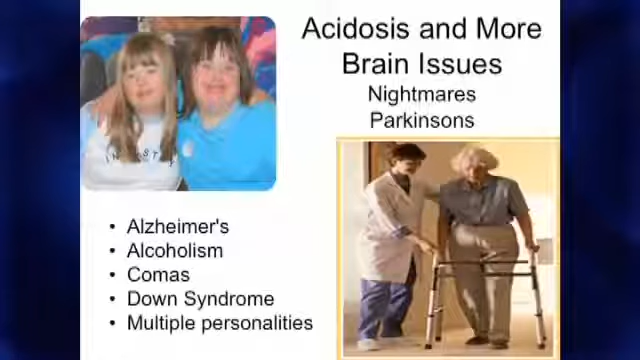 Acidosis and More
Brain Issues
Nightmares
Parkinsons
• Alzheimer's
• Alcoholism
• Comas
• Down Syndrome
• Multiple personalities